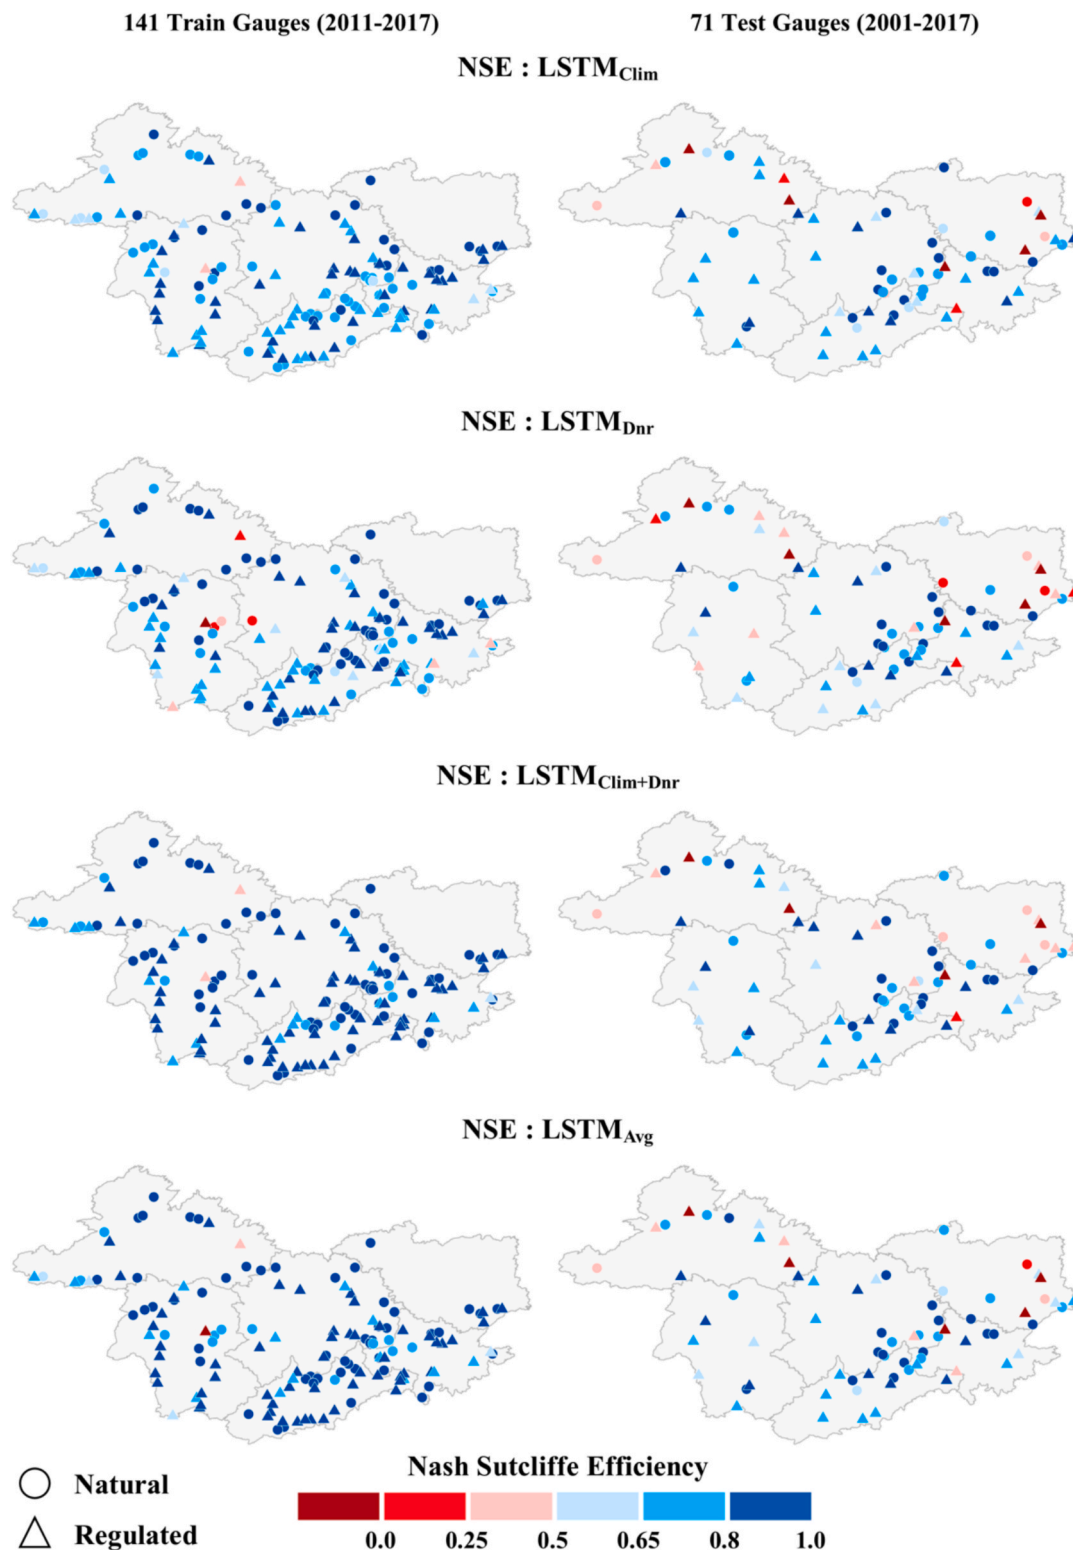 141 Train Gauges (2011-2017) 71 Test Gauges (2001-2017)
NSE : LSTMClim
NSE : LSTMDnr
NSE : LSTMClim+Dnr
NSE : LSTMAvg
Natural
Regulated
Nash Sutcliffe Efficiency
0.0 0.25 0.5 0.65 0.8 1.0